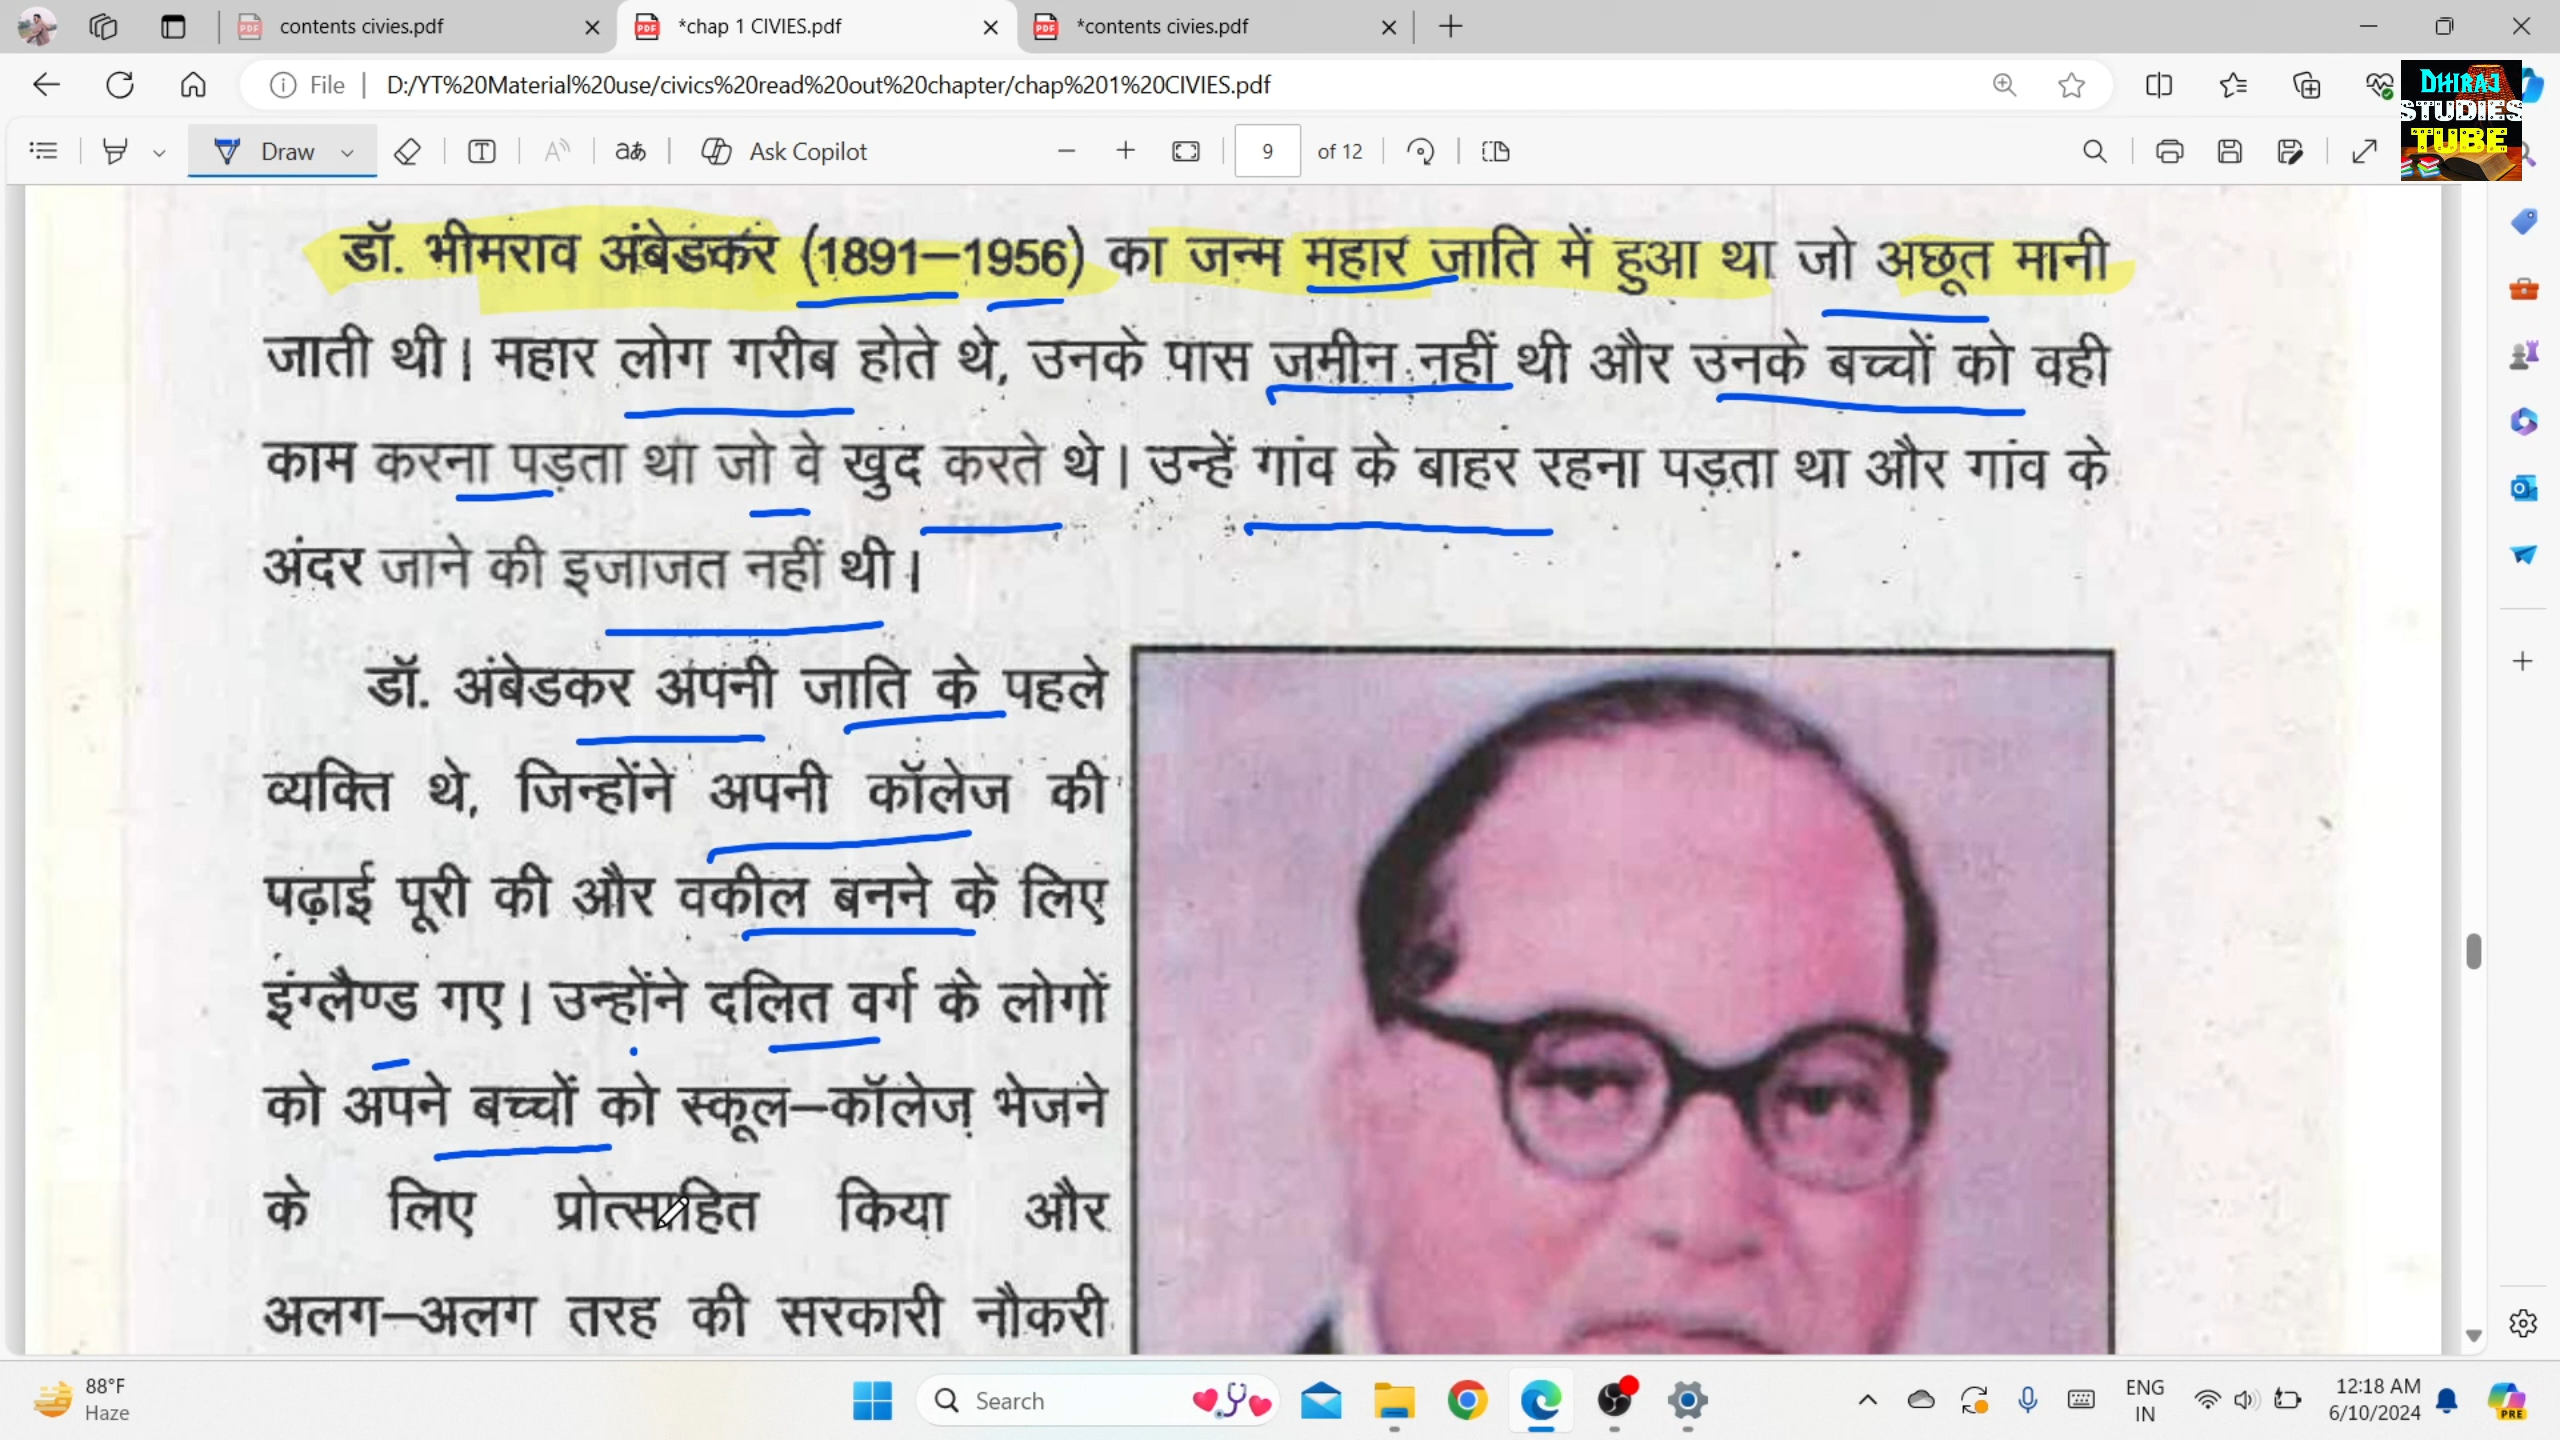 contents civies.pdf
*chap 1 CIVIES.pdf
*contents civies.pdf
File
D:/YT%20Material%20use/civics%20read%20out%20chapter/chap%201%20CIVIES.pdf
DHIRAJ
STUDIES
TUBE
Draw
aあ
Ask Copilot
9 of 12
डॉ. भीमराव अंबेडकर (1891–1956) का जन्म महार जाति में हुआ था जो अछूत मानी
जाती थी। महार लोग गरीब होते थे, उनके पास जमीन नहीं थी और उनके बच्चों को वही
काम करना पड़ता था जो वे खुद करते थे। उन्हें गांव के बाहर रहना पड़ता था और गांव के
अंदर जाने की इजाजत नहीं थी।
डॉ. अंबेडकर अपनी जाति के पहले
व्यक्ति थे, जिन्होंने अपनी कॉलेज की
पढ़ाई पूरी की और वकील बनने के लिए
इंग्लैण्ड गए। उन्होंने दलित वर्ग के लोगों
को अपने बच्चों को स्कूल–कॉलेज भेजने
के लिए प्रोत्साहित किया और
अलग–अलग तरह की सरकारी नौकरी
88°F
Haze
Search
ENG
IN
12:18 AM
6/10/2024
PRE